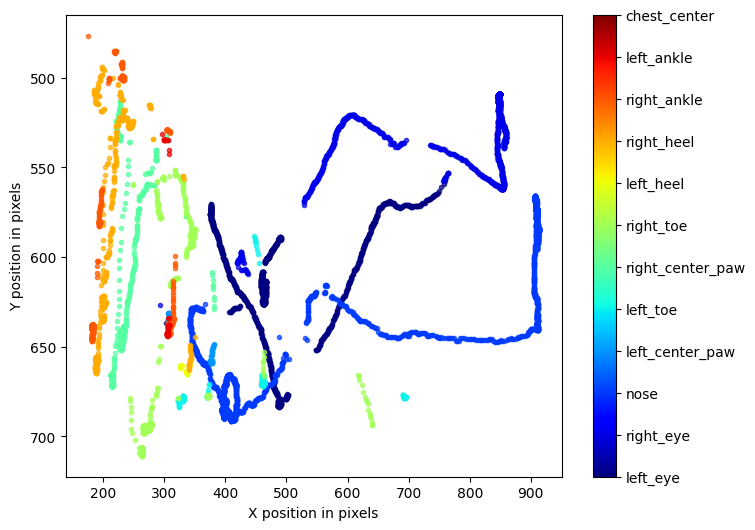 500
550
600
650
700
Y position in pixels
200
300
400
500
600
700
800
900
X position in pixels
chest_center
left_ankle
right_ankle
right_heel
left_heel
right_toe
right_center_paw
left_toe
left_center_paw
nose
right_eye
left_eye